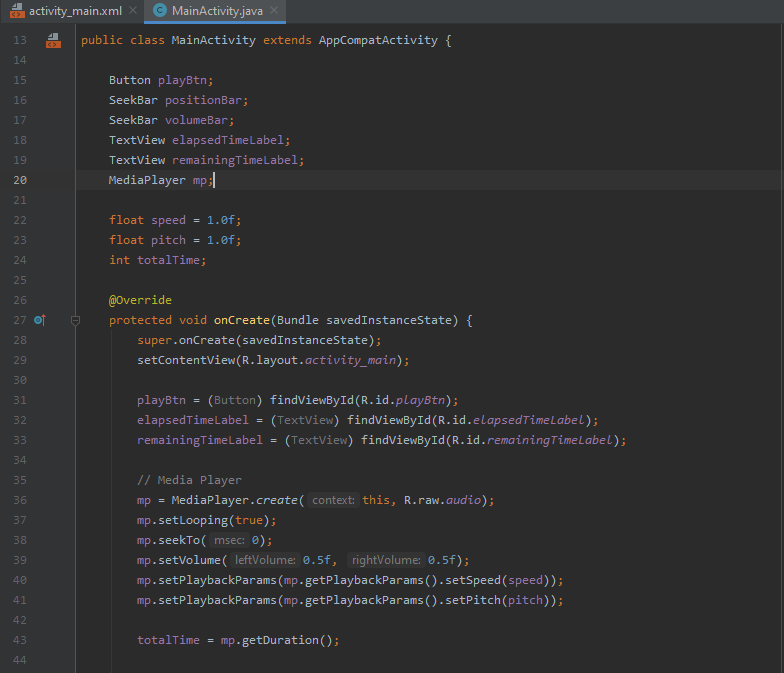 activity_main.xml MainActivity.java
13 public class MainActivity extends AppCompatActivity {
14
15 Button playBtn;
16 SeekBar positionBar;
17 SeekBar volumeBar;
18 TextView elapsedTimeLabel;
19 TextView remainingTimeLabel;
20 MediaPlayer mp;
21
22 float speed = 1.0f;
23 float pitch = 1.0f;
24 int totalTime;
25
26 @Override
27 protected void onCreate(Bundle savedInstanceState) {
28 super.onCreate(savedInstanceState);
29 setContentView(R.layout.activity_main);
30
31 playBtn = (Button) findViewById(R.id.playBtn);
32 elapsedTimeLabel = (TextView) findViewById(R.id.elapsedTimeLabel);
33 remainingTimeLabel = (TextView) findViewById(R.id.remainingTimeLabel);
34
35 // Media Player
36 mp = MediaPlayer.create( context: this, R.raw.audio);
37 mp.setLooping(true);
38 mp.seekTo( msec: 0);
39 mp.setVolume( leftVolume: 0.5f, rightVolume: 0.5f);
40 mp.setPlaybackParams(mp.getPlaybackParams().setSpeed(speed));
41 mp.setPlaybackParams(mp.getPlaybackParams().setPitch(pitch));
42
43 totalTime = mp.getDuration();
44